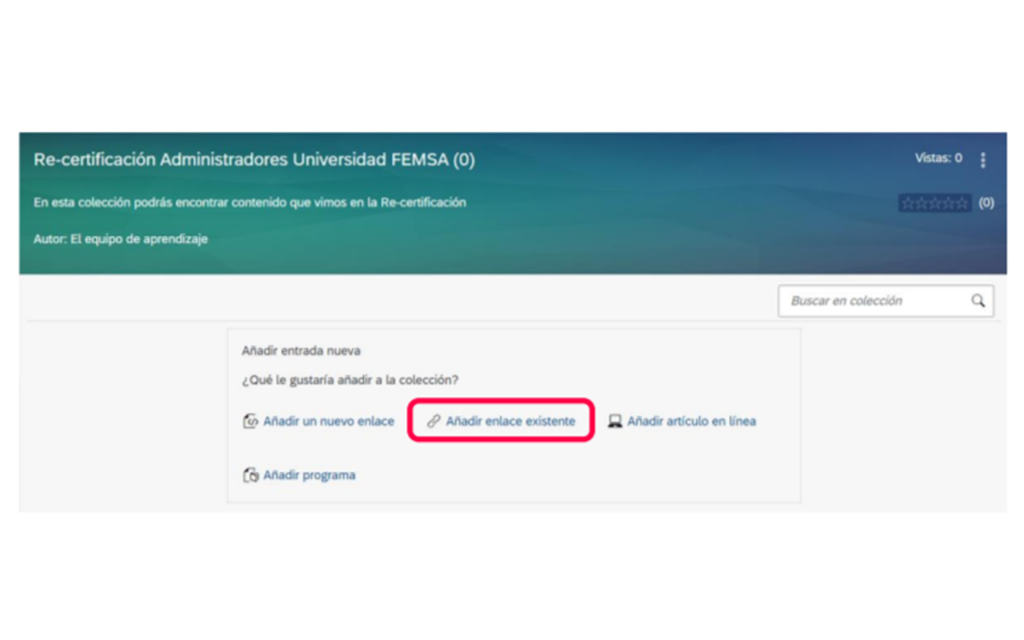 Re-certificación Administradores Universidad FEMSA (0)
Vistas: 0
En esta colección podrás encontrar contenido que vimos en la Re-certificación
(0)
Autor: El equipo de aprendizaje
Buscar en colección
Añadir entrada nueva
¿Qué le gustaría añadir a la colección?
Añadir un nuevo enlace
Añadir enlace existente
Añadir artículo en línea
Añadir programa